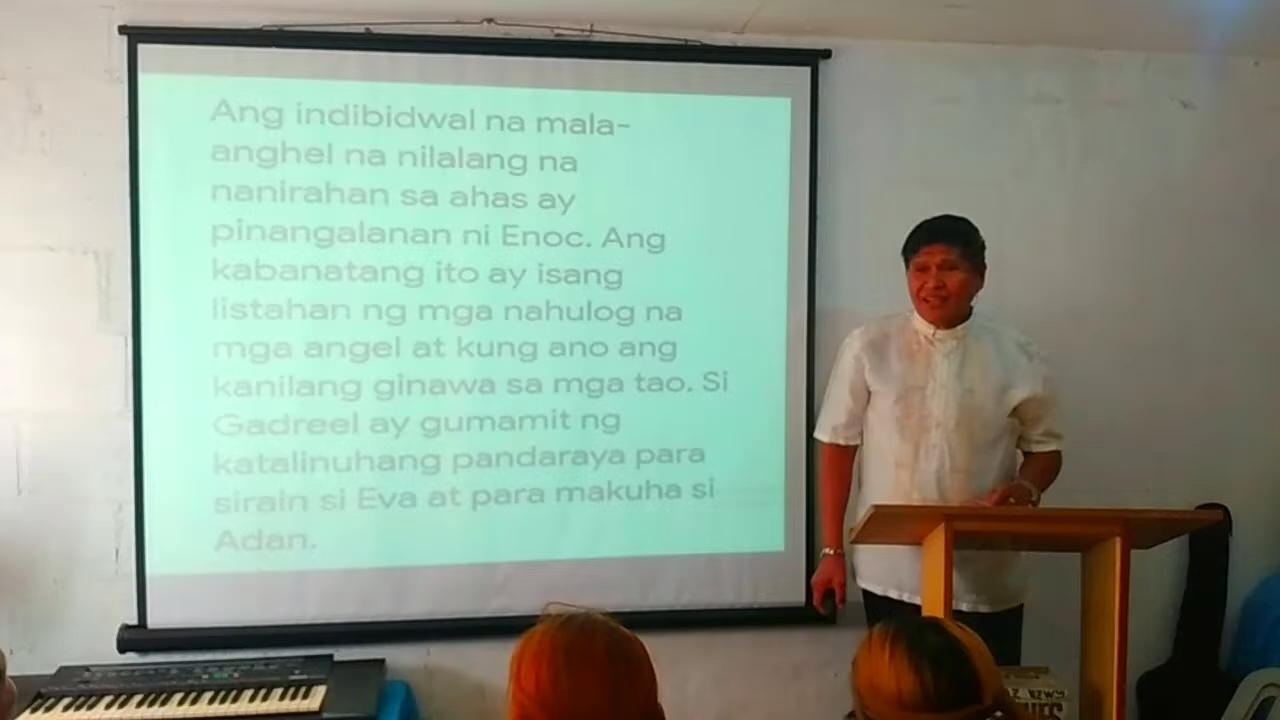 Ang indibidwal na mala-
anghel na nilalang na
nanirahan sa ahas ay
pinangalanan ni Enoc. Ang
kabanatang ito ay isang
listahan ng mga nahulog na
mga angel at kung ano ang
kanilang ginawa sa mga tao. Si
Gadreel ay gumamit ng
katalinuhang pandaraya para
sirain si Eva at para makuha si
Adan.